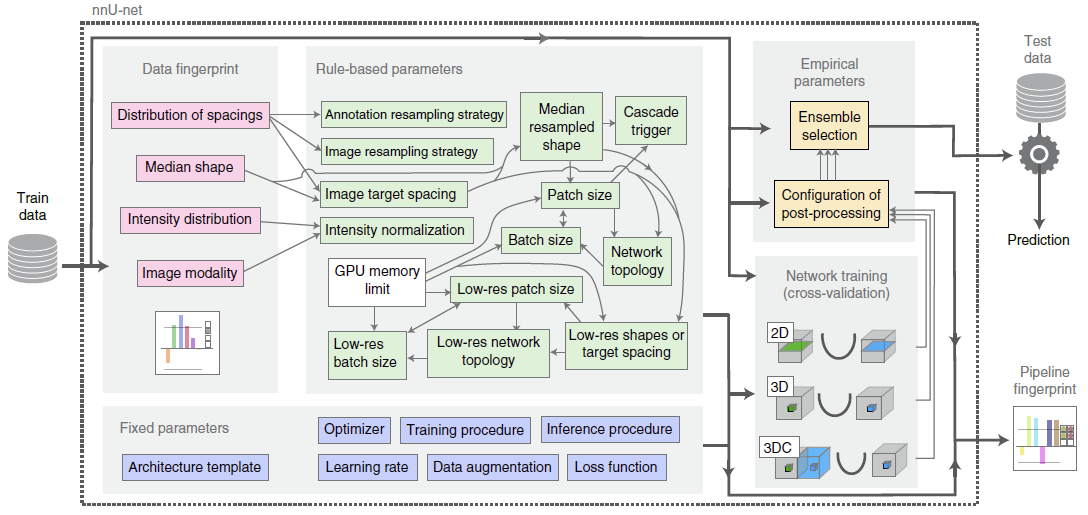 nnU-net
Train
data
Data fingerprint
Distribution of spacings
Median shape
Intensity distribution
Image modality
Rule-based parameters
Annotation resampling strategy
Image resampling strategy
Image target spacing
Intensity normalization
Median
resampled
shape
Cascade
trigger
Patch size
Batch size
Network
topology
GPU memory
limit
Low-res patch size
Low-res
batch size
Low-res network
topology
Low-res shapes or
target spacing
Fixed parameters
Optimizer
Training procedure
Inference procedure
Architecture template
Learning rate
Data augmentation
Loss function
Empirical
parameters
Ensemble
selection
Configuration of
post-processing
Network training
(cross-validation)
2D
3D
3DC
Test
data
Prediction
Pipeline
fingerprint